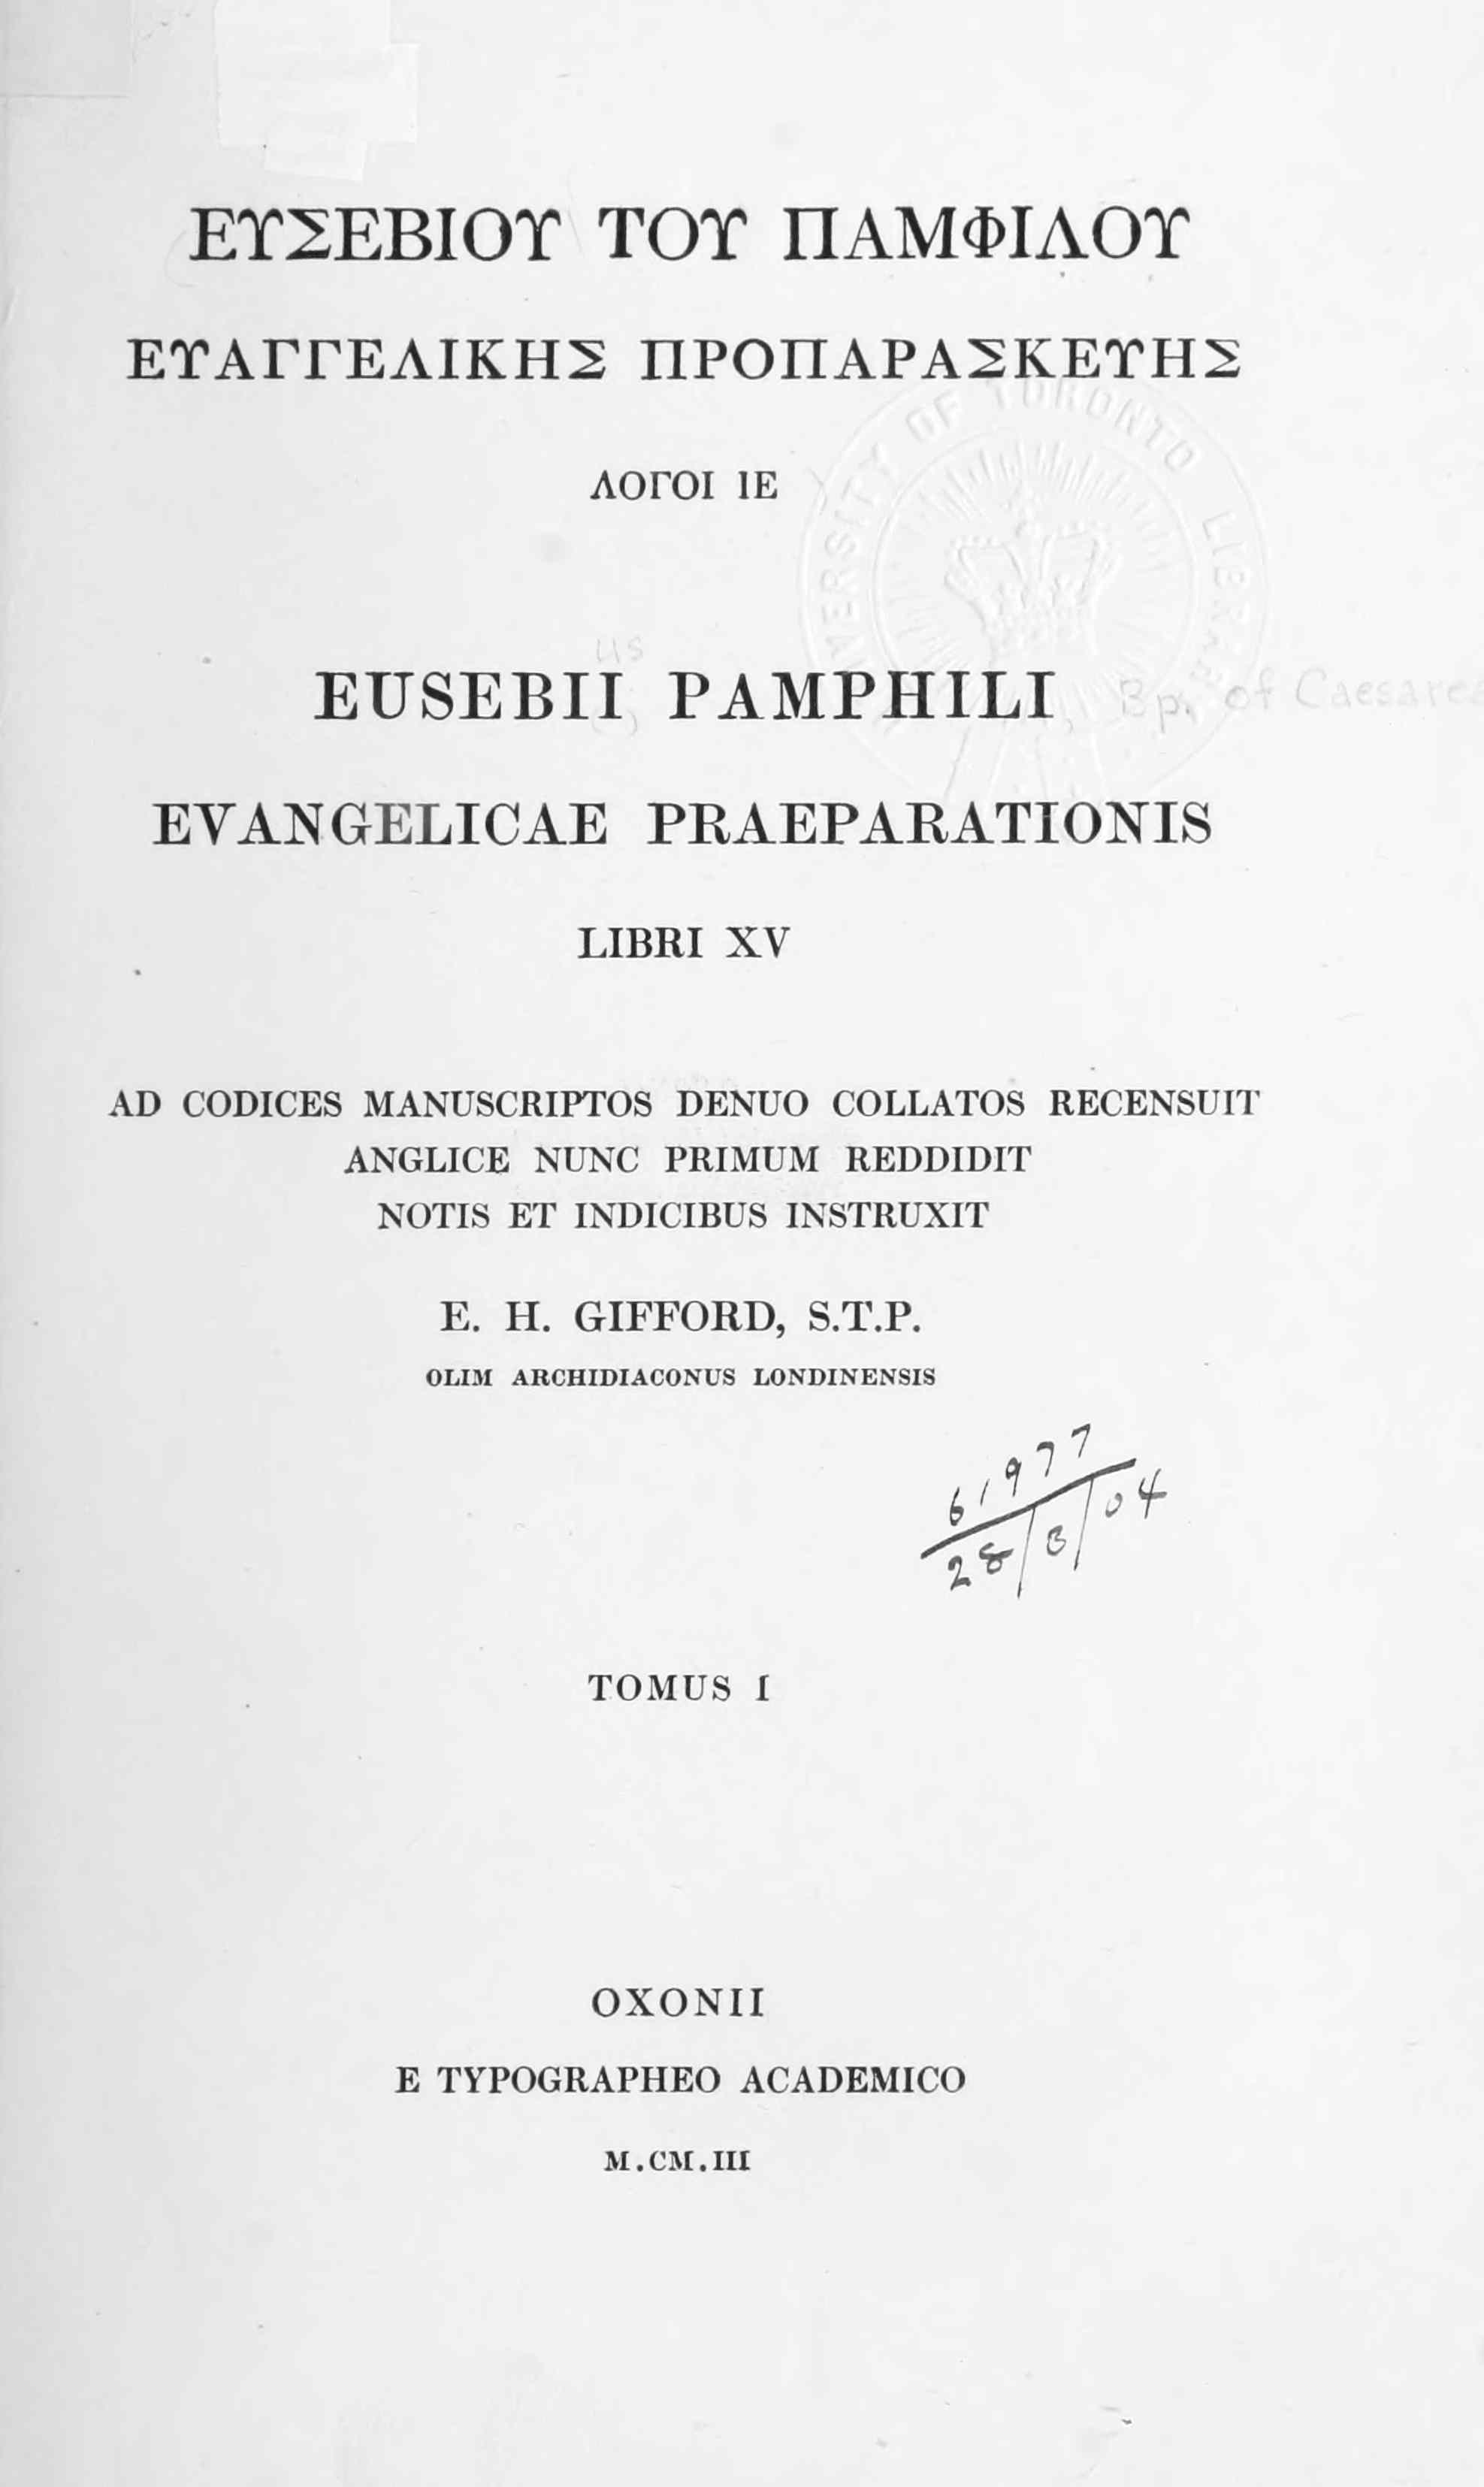 ΕΥΣΕΒΙΟΥ ΤΟΥ ΠΑΜΦΙΛΟΥ
ΕΥΑΓΓΕΛΙΚΗΣ ΠΡΟΠΑΡΑΣΚΕΥΗΣ
ΛΟΓΟΙ ΙΕ
UNIVERSITY OF TORONTO LIBRARY
us
EUSEBII PAMPHILI, Bp. of Caesarea
EVANGELICAE PRAEPARATIONIS
LIBRI XV
AD CODICES MANUSCRIPTOS DENUO COLLATOS RECENSUIT
ANGLICE NUNC PRIMUM REDDIDIT
NOTIS ET INDICIBUS INSTRUXIT
E. H. GIFFORD, S.T.P.
OLIM ARCHIDIACONUS LONDINENSIS
61977
28/3/04
TOMUS I
OXONII
E TYPOGRAPHEO ACADEMICO
M.CM.III